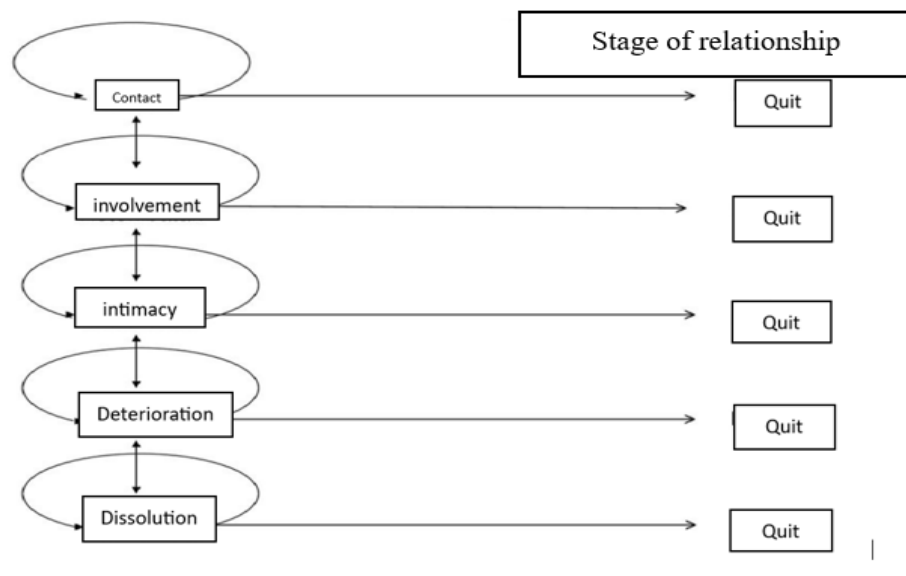 Stage of relationship
Contact
Quit
involvement
Quit
intimacy
Quit
Deterioration
Quit
Dissolution
Quit